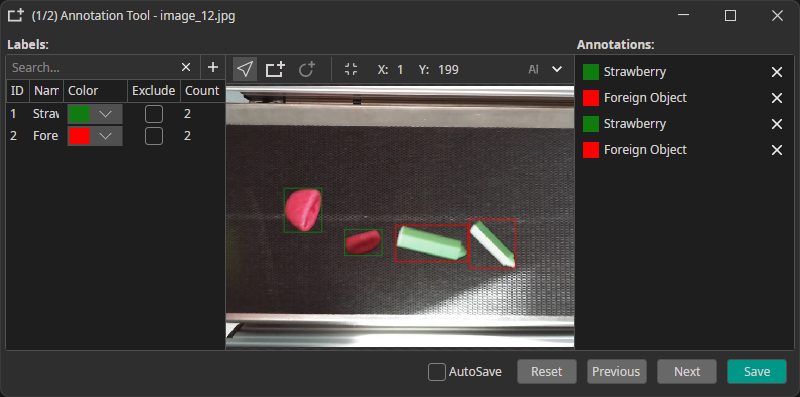 (1/2) Annotation Tool - image_12.jpg
Labels:
Annotations:
Search...
X: 1 Y: 199
AI
ID Nam Color Exclude Count
1 Straw 2
2 Fore 2
Strawberry
Foreign Object
Strawberry
Foreign Object
AutoSave
Reset
Previous
Next
Save